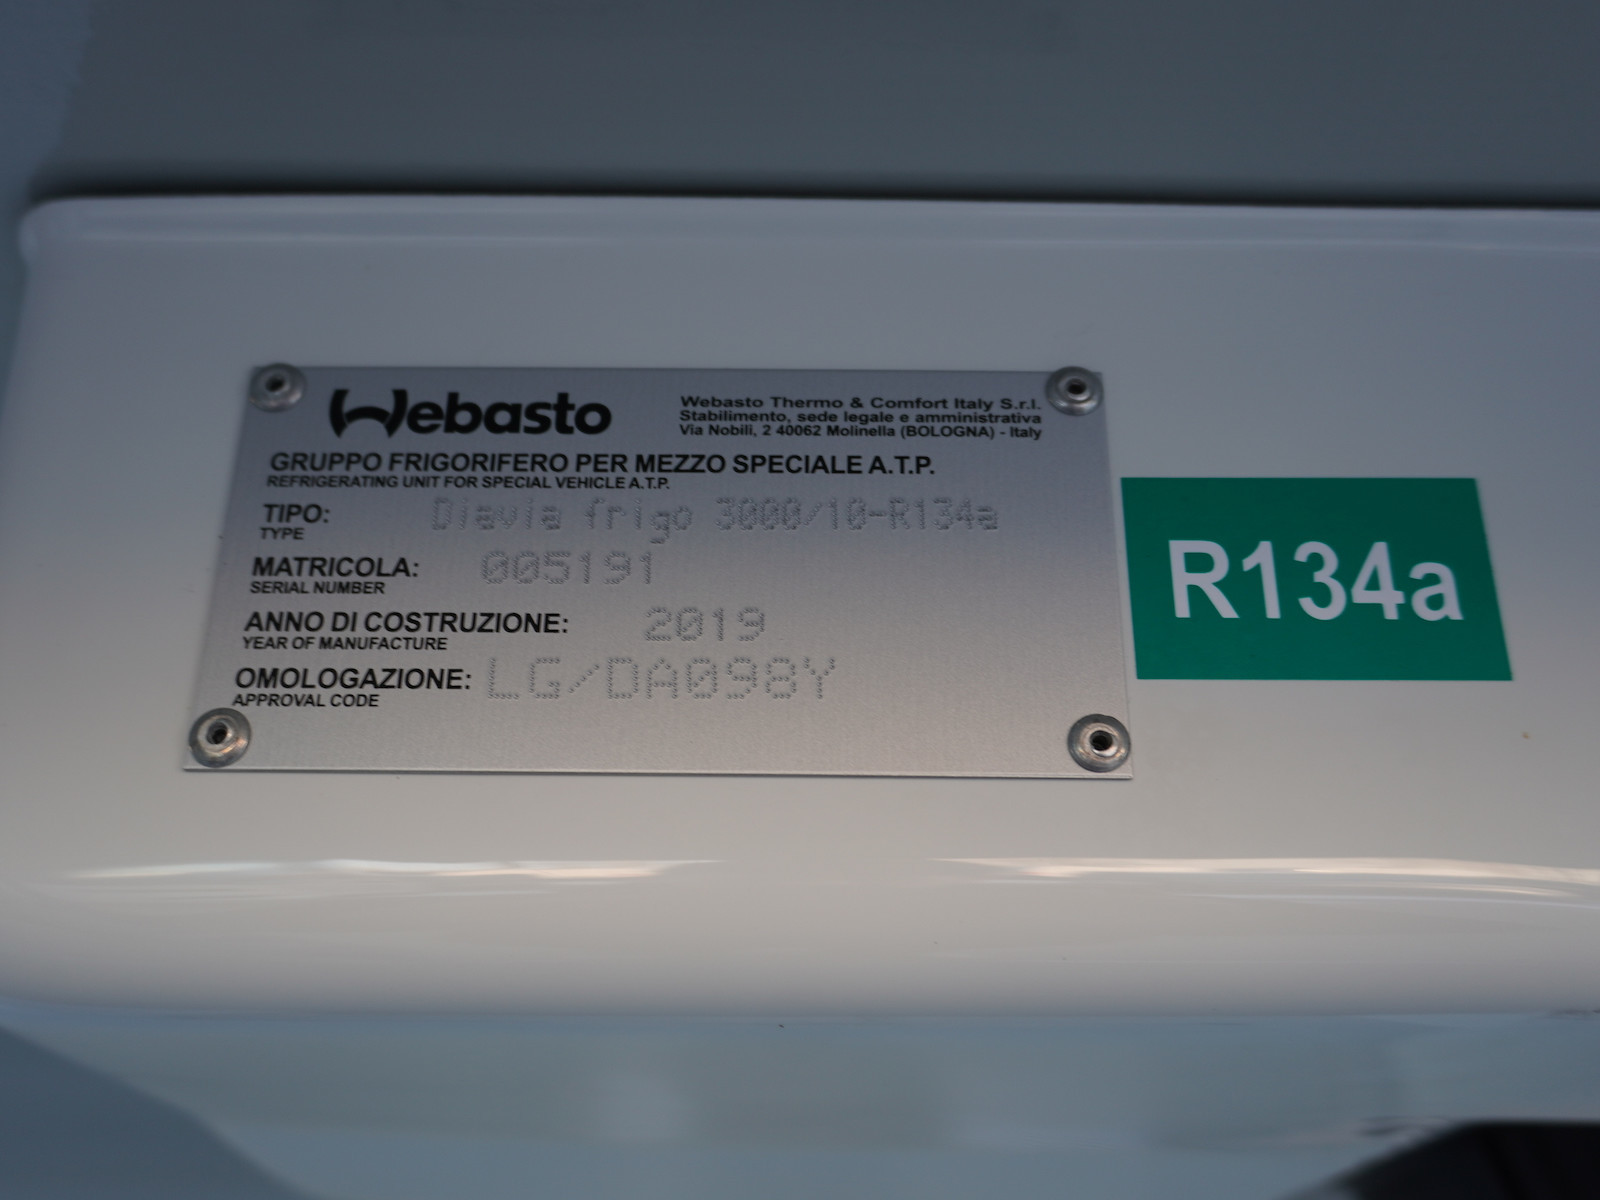 Webasto
Webasto Thermo & Comfort Italy S.r.l.
Stabilimento, sede legale e amministrativa
Via Nobili, 2 40062 Molinella (BOLOGNA) - Italy
GRUPPO FRIGORIFERO PER MEZZO SPECIALE A.T.P.
REFRIGERATING UNIT FOR SPECIAL VEHICLE A.T.P.
TIPO: Diavia frigo 3000/10-R134a
TYPE
MATRICOLA: 005191
SERIAL NUMBER
ANNO DI COSTRUZIONE: 2019
YEAR OF MANUFACTURE
OMOLOGAZIONE: LG/DA098Y
APPROVAL CODE
R134a